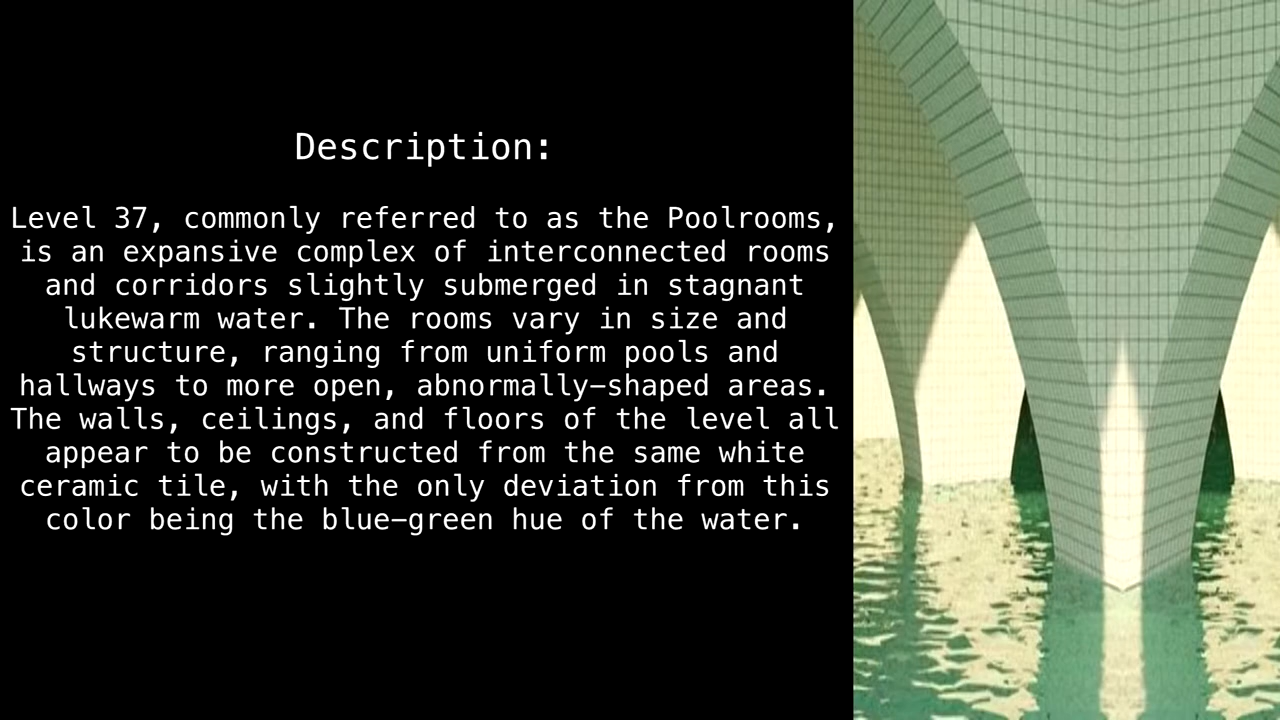 Description:
Level 37, commonly referred to as the Poolrooms,
is an expansive complex of interconnected rooms
and corridors slightly submerged in stagnant
lukewarm water. The rooms vary in size and
structure, ranging from uniform pools and
hallways to more open, abnormally-shaped areas.
The walls, ceilings, and floors of the level all
appear to be constructed from the same white
ceramic tile, with the only deviation from this
color being the blue-green hue of the water.